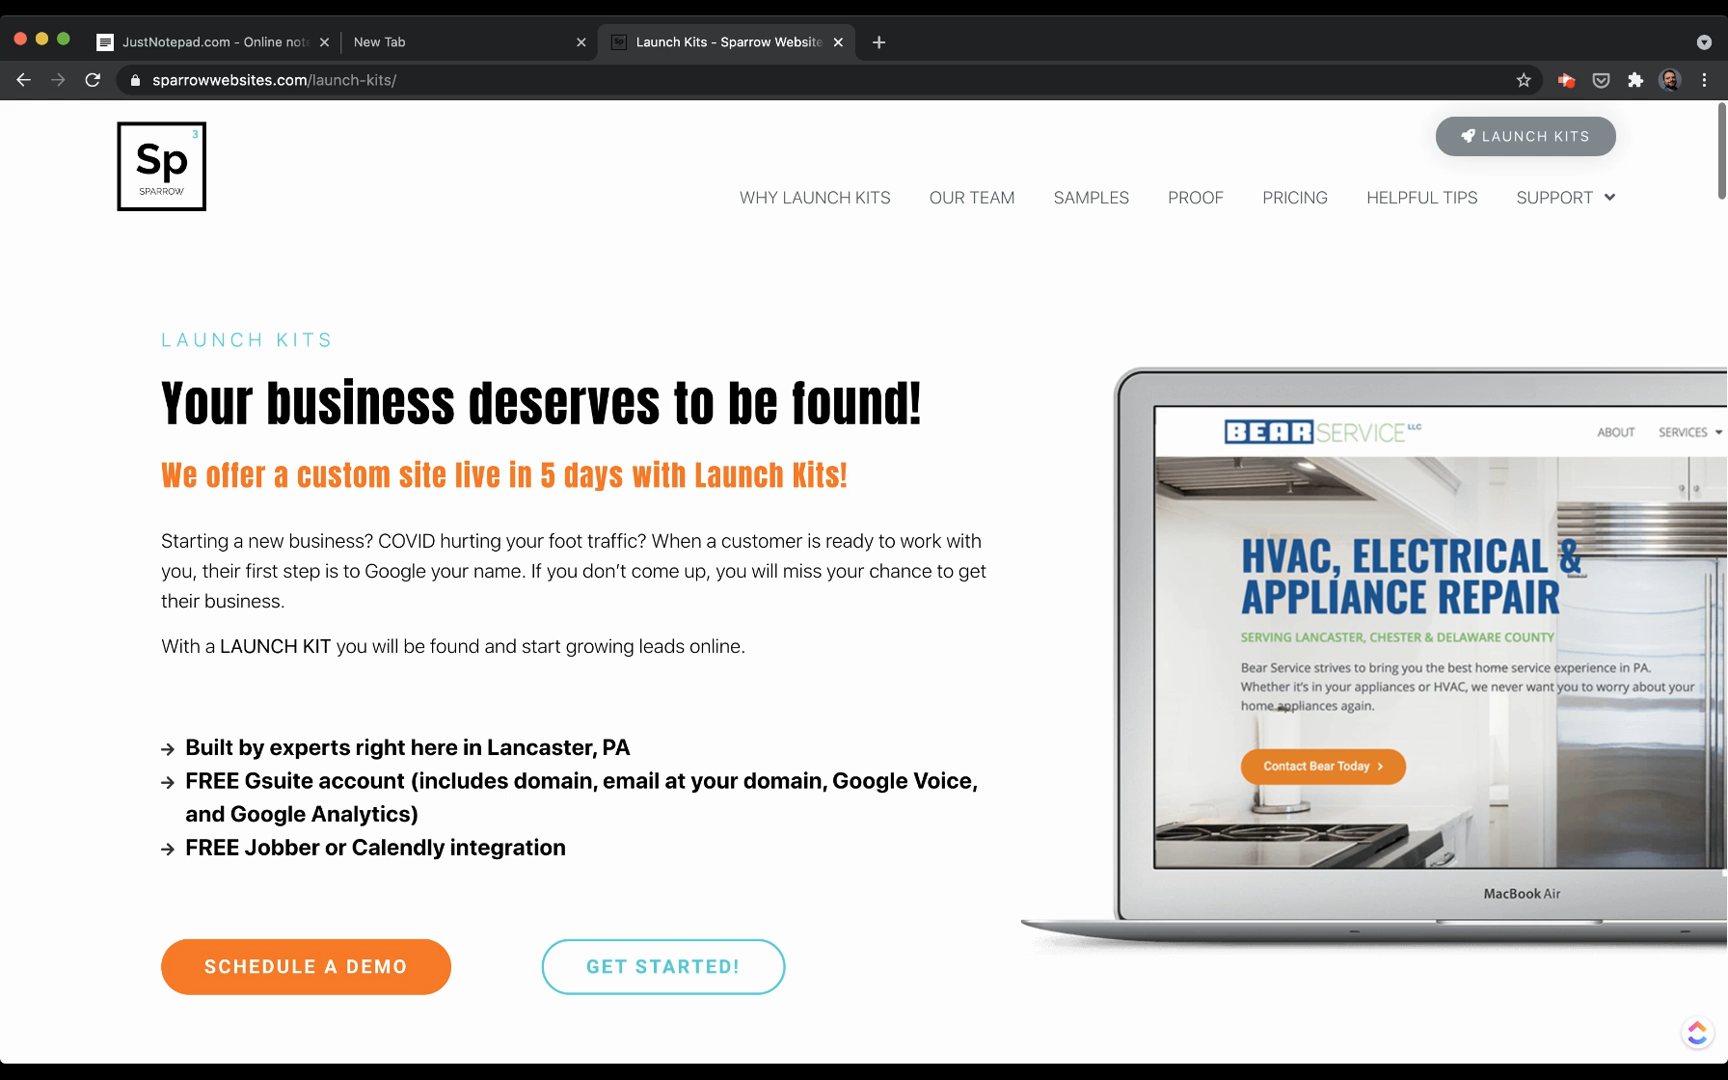 JustNotepad.com - Online note
New Tab
Launch Kits - Sparrow Website
sparrowwebsites.com/launch-kits/
3
Sp
SPARROW
LAUNCH KITS
WHY LAUNCH KITS
OUR TEAM
SAMPLES
PROOF
PRICING
HELPFUL TIPS
SUPPORT
LAUNCH KITS
Your business deserves to be found!
We offer a custom site live in 5 days with Launch Kits!
Starting a new business? COVID hurting your foot traffic? When a customer is ready to work with
you, their first step is to Google your name. If you don’t come up, you will miss your chance to get
their business.
With a LAUNCH KIT you will be found and start growing leads online.
→ Built by experts right here in Lancaster, PA
→ FREE Gsuite account (includes domain, email at your domain, Google Voice,
and Google Analytics)
→ FREE Jobber or Calendly integration
SCHEDULE A DEMO
GET STARTED!
BEAR SERVICE LLC
ABOUT
SERVICES
HVAC, ELECTRICAL &
APPLIANCE REPAIR
SERVING LANCASTER, CHESTER & DELAWARE COUNTY
Bear Service strives to bring you the best home service experience in PA.
Whether it’s in your appliances or HVAC, we never want you to worry about your
home appliances again.
Contact Bear Today >
MacBook Air